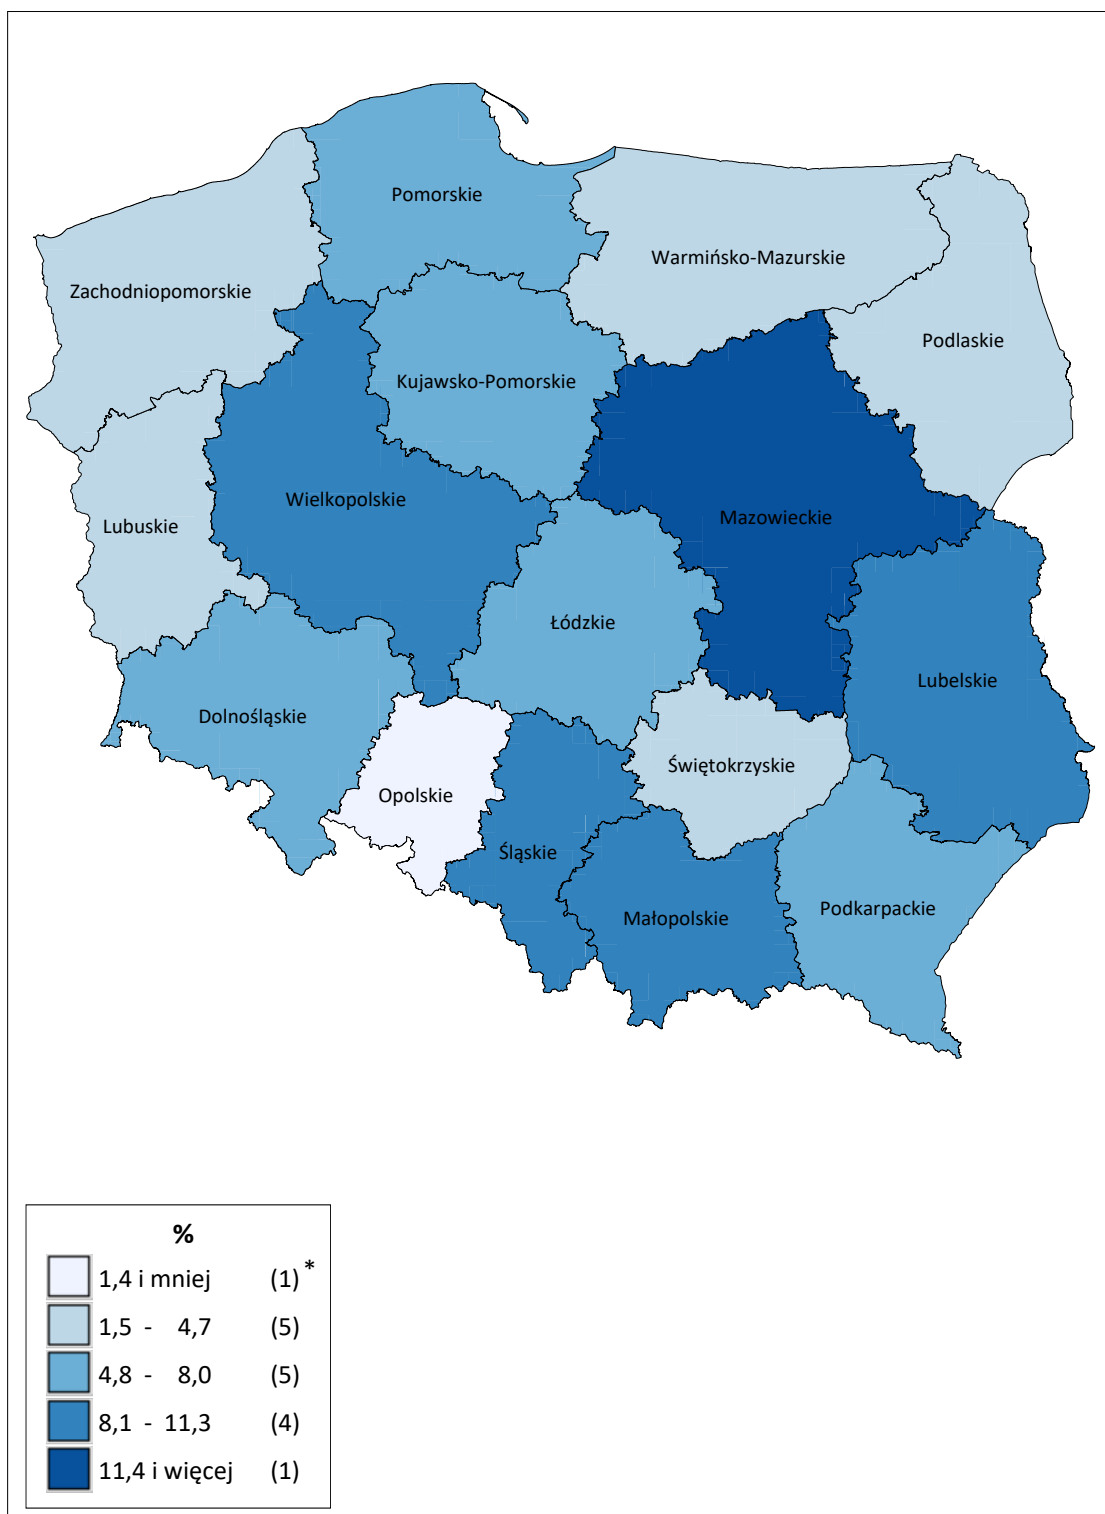 Pomorskie
Warmińsko-Mazurskie
Zachodniopomorskie
Podlaskie
Kujawsko-Pomorskie
Wielkopolskie
Mazowieckie
Lubuskie
Łódzkie
Lubelskie
Dolnośląskie
Świętokrzyskie
Opolskie
Śląskie
Podkarpackie
Małopolskie
%
1,4 i mniej (1) *
1,5 - 4,7 (5)
4,8 - 8,0 (5)
8,1 - 11,3 (4)
11,4 i więcej (1)